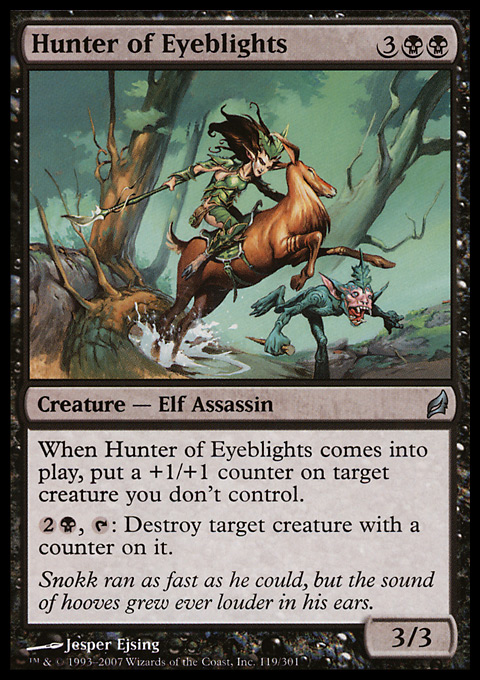 Hunter of Eyeblights 3
Creature — Elf Assassin
When Hunter of Eyeblights comes into
play, put a +1/+1 counter on target
creature you don't control.
2, : Destroy target creature with a
counter on it.
Snokk ran as fast as he could, but the sound
of hooves grew ever louder in his ears.
Jesper Ejsing
3/3
™ & © 1993–2007 Wizards of the Coast, Inc. 119/301